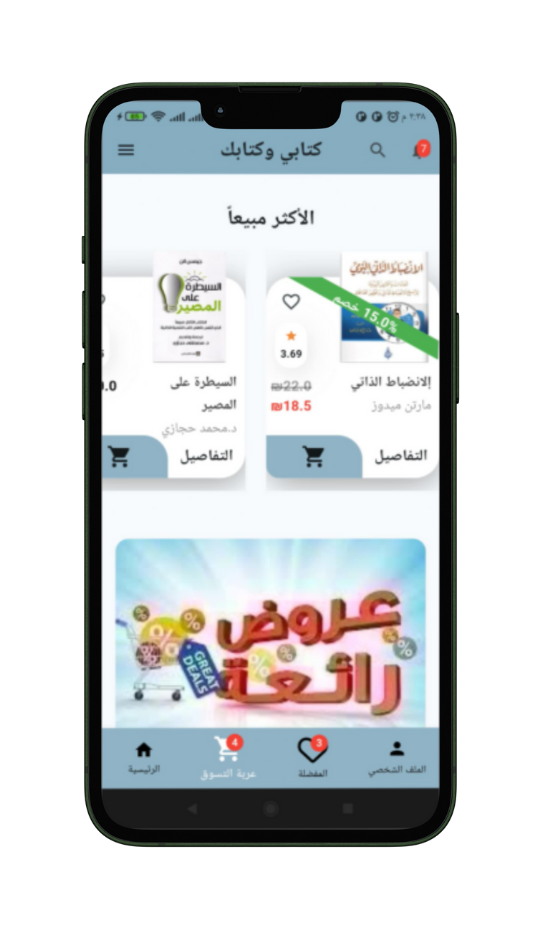 ٢:٣٨ م
7
كتابي وكتابك
الأكثر مبيعاً
الانضباط الذاتي
خصم 15.0%
3.69
₪22.0
₪18.5
الانضباط الذاتي
مارتن ميدوز
التفاصيل
السيطرة
على
المصير
السيطرة على
المصير
د.محمد حجازي
التفاصيل
عروض
رائعة
GREAT
DEALS
الملف الشخصي
3
المفضلة
4
عربة التسوق
الرئيسية